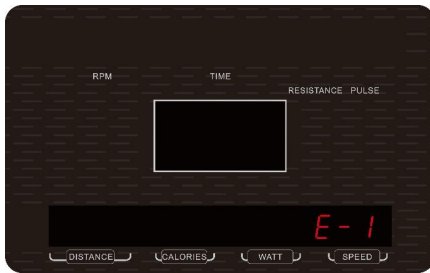 RPM
TIME
RESISTANCE PULSE
E-1
DISTANCE CALORIES WATT SPEED